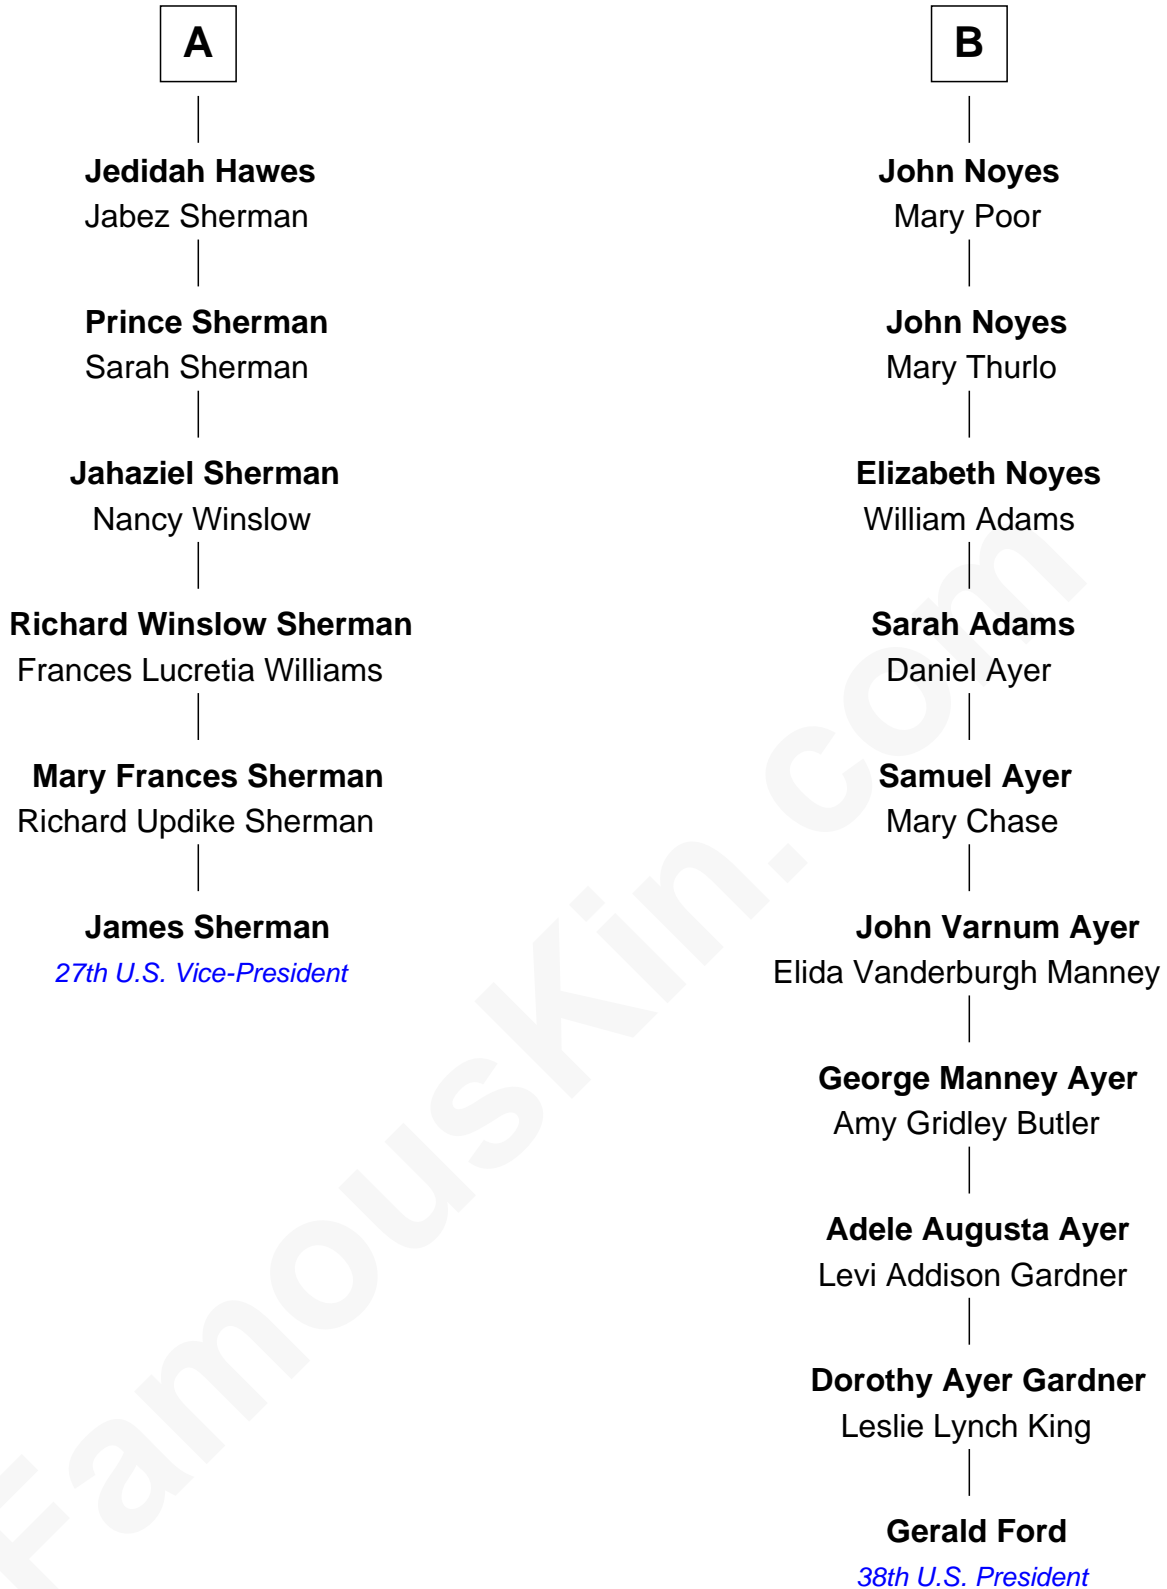 A
Jedidah Hawes
Jabez Sherman
Prince Sherman
Sarah Sherman
Jahaziel Sherman
Nancy Winslow
Richard Winslow Sherman
Frances Lucretia Williams
Mary Frances Sherman
Richard Updike Sherman
James Sherman
27th U.S. Vice-President
B
John Noyes
Mary Poor
John Noyes
Mary Thurlo
Elizabeth Noyes
William Adams
Sarah Adams
Daniel Ayer
Samuel Ayer
Mary Chase
John Varnum Ayer
Elida Vanderburgh Manney
George Manney Ayer
Amy Gridley Butler
Adele Augusta Ayer
Levi Addison Gardner
Dorothy Ayer Gardner
Leslie Lynch King
Gerald Ford
38th U.S. President
FamousKin.com